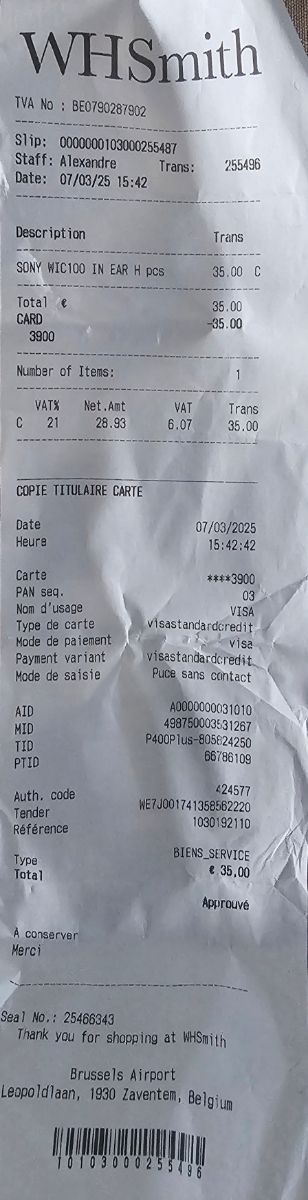 WHSmith
TVA No : BE0790287902
Slip: 0000000103000255487
Staff: Alexandre Trans: 255496
Date: 07/03/25 15:42
Description Trans
SONY WIC100 IN EAR H pcs 35.00 C
Total € 35.00
CARD -35.00
3900
Number of Items: 1
VAT% Net.Amt VAT Trans
C 21 28.93 6.07 35.00
COPIE TITULAIRE CARTE
Date 07/03/2025
Heure 15:42:42
Carte ****3900
PAN seq. 03
Nom d'usage VISA
Type de carte visastandardcredit
Mode de paiement visa
Payment variant visastandardcredit
Mode de saisie Puce sans contact
AID A0000000031010
MID 498750003531267
TID P400Plus-805824250
PTID 66786109
Auth. code 424577
Tender WE7J001741358562220
Référence 1030192110
Type BIENS_SERVICE
Total € 35,00
Approuvé
À conserver
Merci
Seal No.: 25466343
Thank you for shopping at WHSmith
Brussels Airport
Leopoldlaan, 1930 Zaventem, Belgium
10103000255496